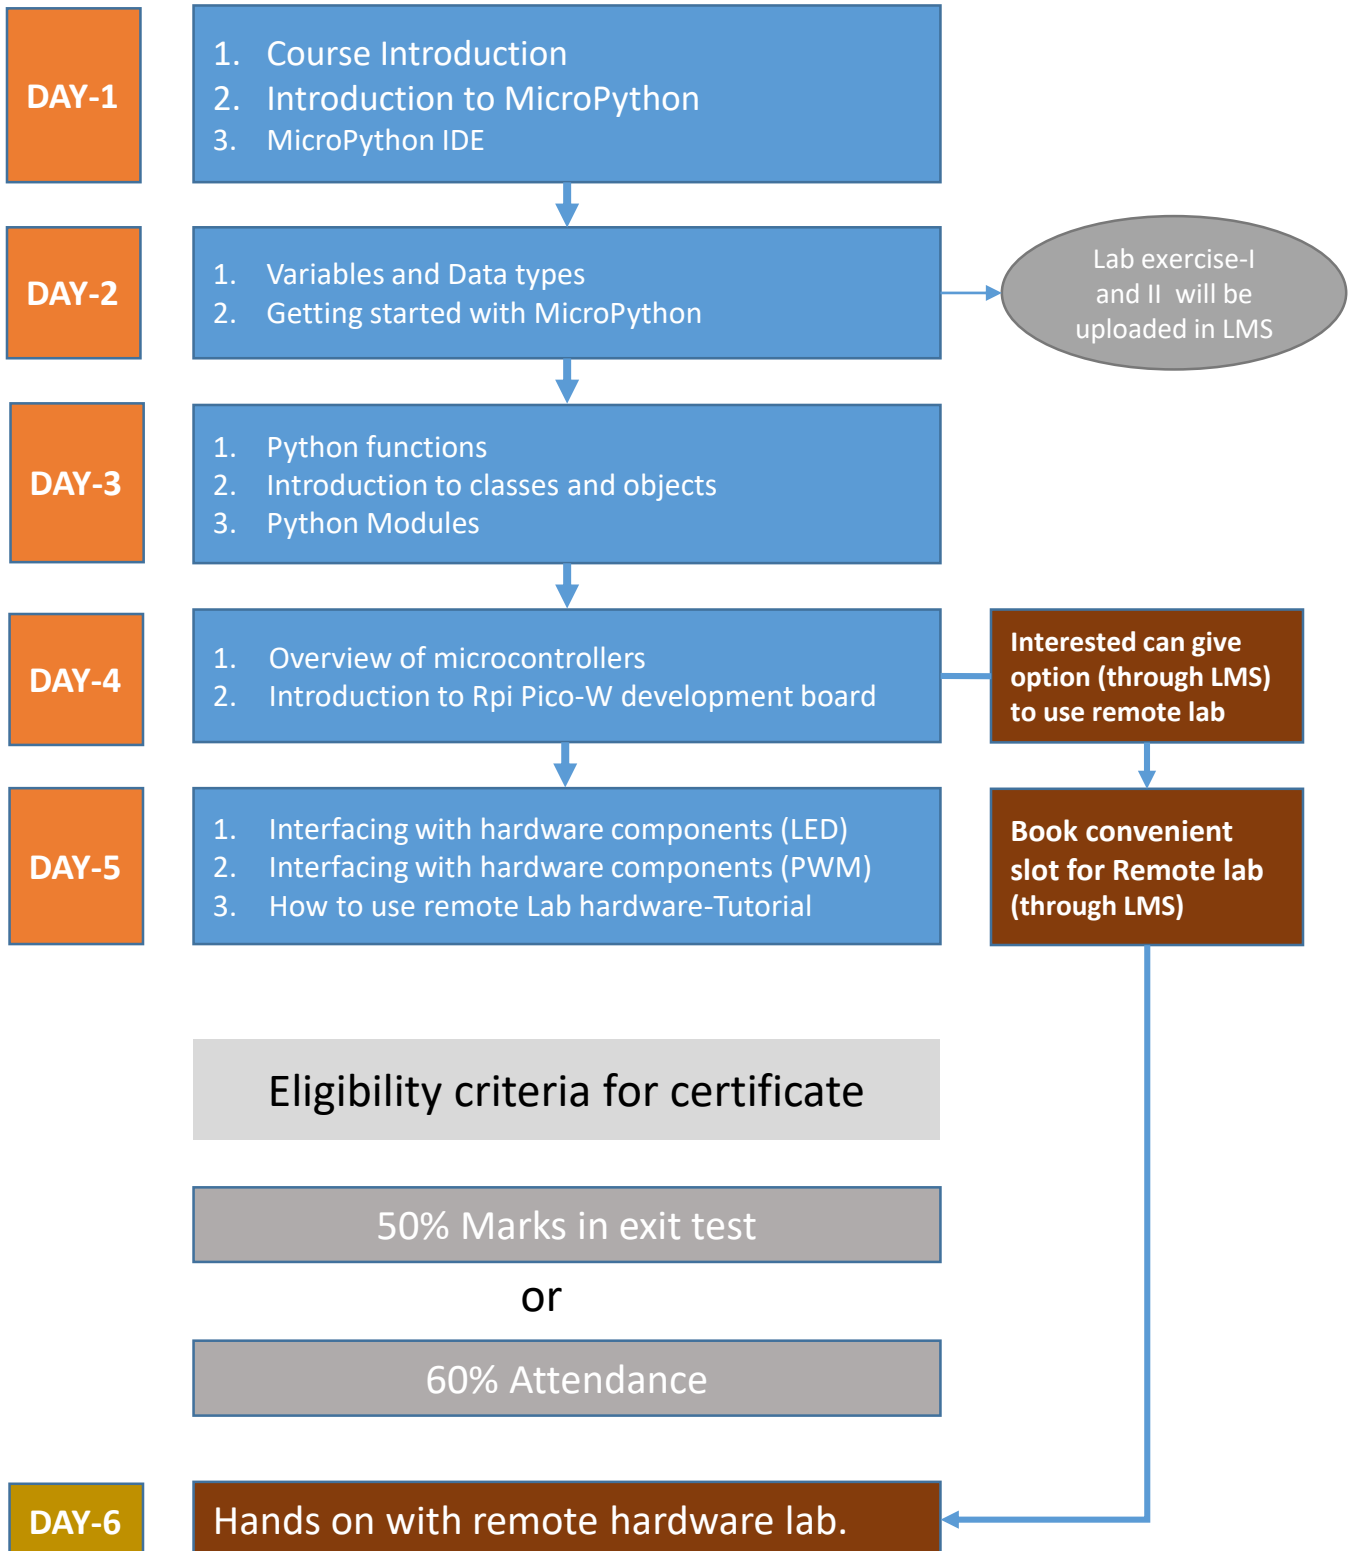 DAY-1
1. Course Introduction
2. Introduction to MicroPython
3. MicroPython IDE
DAY-2
1. Variables and Data types
2. Getting started with MicroPython
Lab exercise-I
and II will be
uploaded in LMS
DAY-3
1. Python functions
2. Introduction to classes and objects
3. Python Modules
DAY-4
1. Overview of microcontrollers
2. Introduction to Rpi Pico-W development board
Interested can give
option (through LMS)
to use remote lab
DAY-5
1. Interfacing with hardware components (LED)
2. Interfacing with hardware components (PWM)
3. How to use remote Lab hardware-Tutorial
Book convenient
slot for Remote lab
(through LMS)
Eligibility criteria for certificate
50% Marks in exit test
or
60% Attendance
DAY-6
Hands on with remote hardware lab.